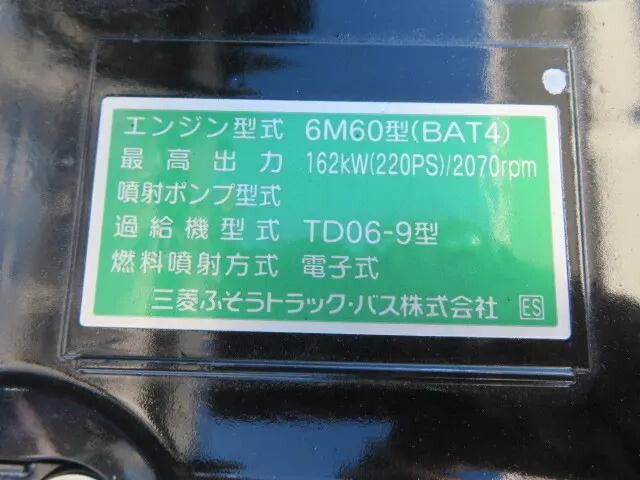 エンジン型式 6M60型(BAT4)
最高出力 162kW(220PS)/2070rpm
噴射ポンプ型式
過給機型式 TD06-9型
燃料噴射方式 電子式
三菱ふそうトラック・バス株式会社 ES